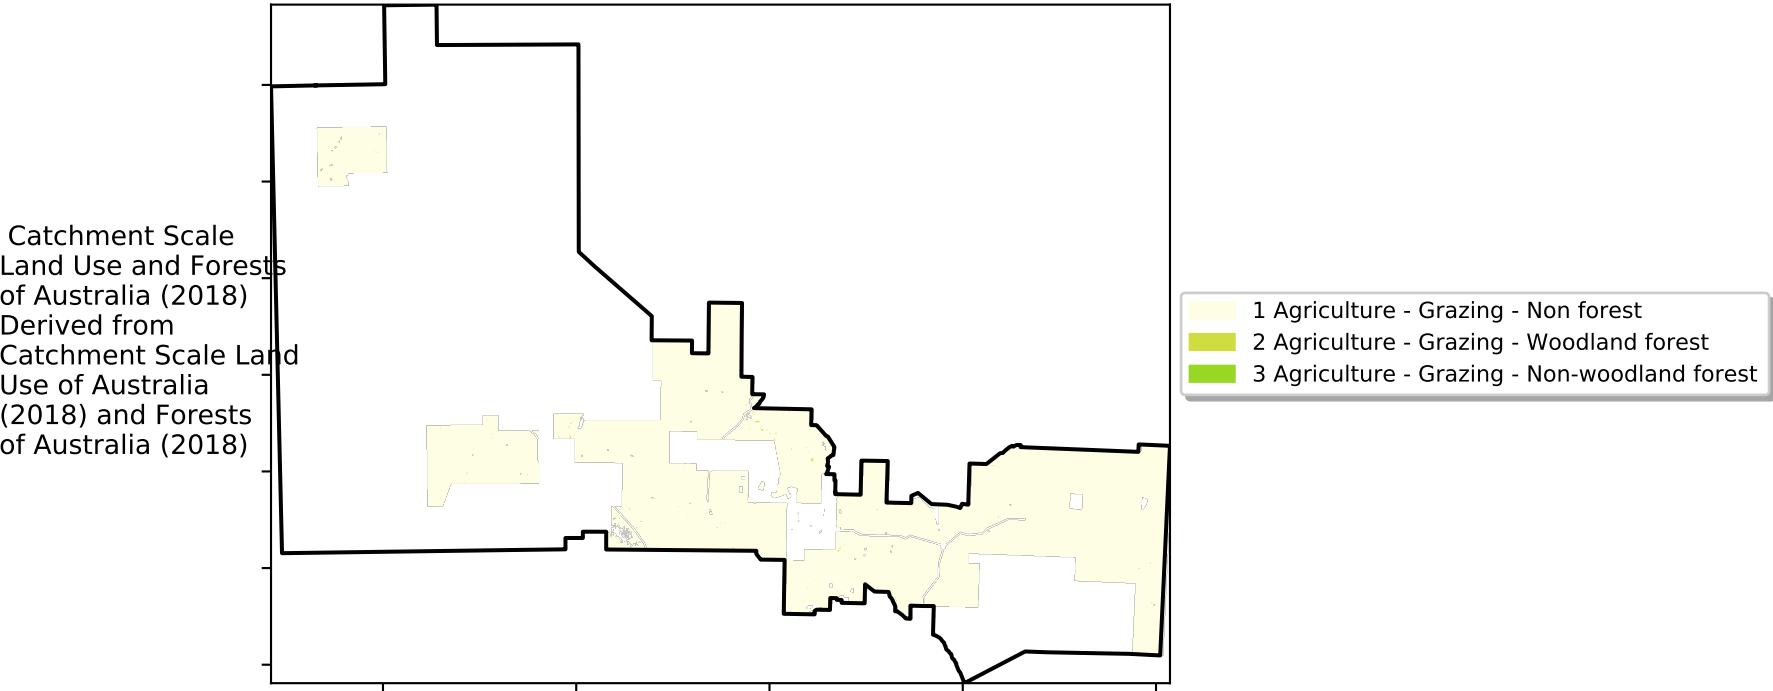 Catchment Scale
Land Use and Forests
of Australia (2018)
Derived from
Catchment Scale Land
Use of Australia
(2018) and Forests
of Australia (2018)
1 Agriculture - Grazing - Non forest
2 Agriculture - Grazing - Woodland forest
3 Agriculture - Grazing - Non-woodland forest